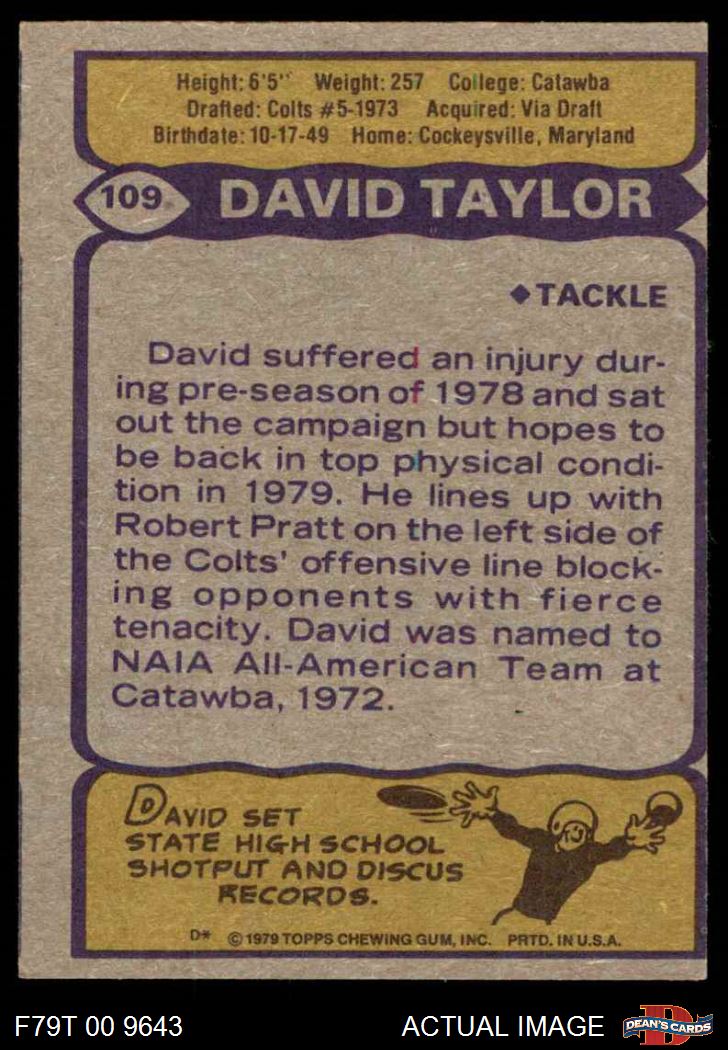 Height: 6'5" Weight: 257 College: Catawba
Drafted: Colts #5-1973 Acquired: Via Draft
Birthdate: 10-17-49 Home: Cockeysville, Maryland
109 DAVID TAYLOR
◆TACKLE
David suffered an injury dur-
ing pre-season of 1978 and sat
out the campaign but hopes to
be back in top physical condi-
tion in 1979. He lines up with
Robert Pratt on the left side of
the Colts' offensive line block-
ing opponents with fierce
tenacity. David was named to
NAIA All-American Team at
Catawba, 1972.
DAVID SET
STATE HIGH SCHOOL
SHOTPUT AND DISCUS
RECORDS.
D* © 1979 TOPPS CHEWING GUM, INC. PRTD. IN U.S.A.
F79T 00 9643 ACTUAL IMAGE D DEAN'S CARDS